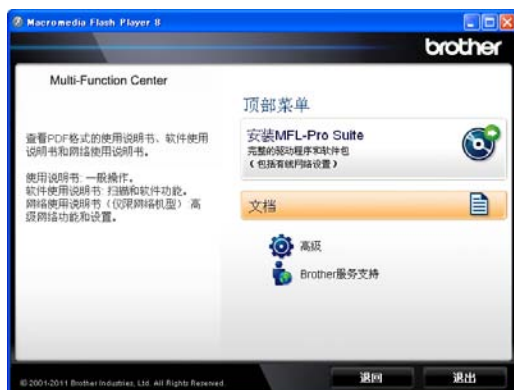 Macromedia Flash Player 8
brother
Multi-Function Center
顶部菜单
查看PDF格式的使用说明书、软件使用
说明书和网络使用说明书。
使用说明书: 一般操作。
软件使用说明书: 扫描和软件功能。
网络使用说明书（仅限网络机型）高
级网络功能和设置。
安装MFL-Pro Suite
完整的驱动程序和软件包
（包括有线网络设置）
文档
高级
Brother服务支持
© 2001-2011 Brother Industries, Ltd. All Rights Reserved.
退回
退出